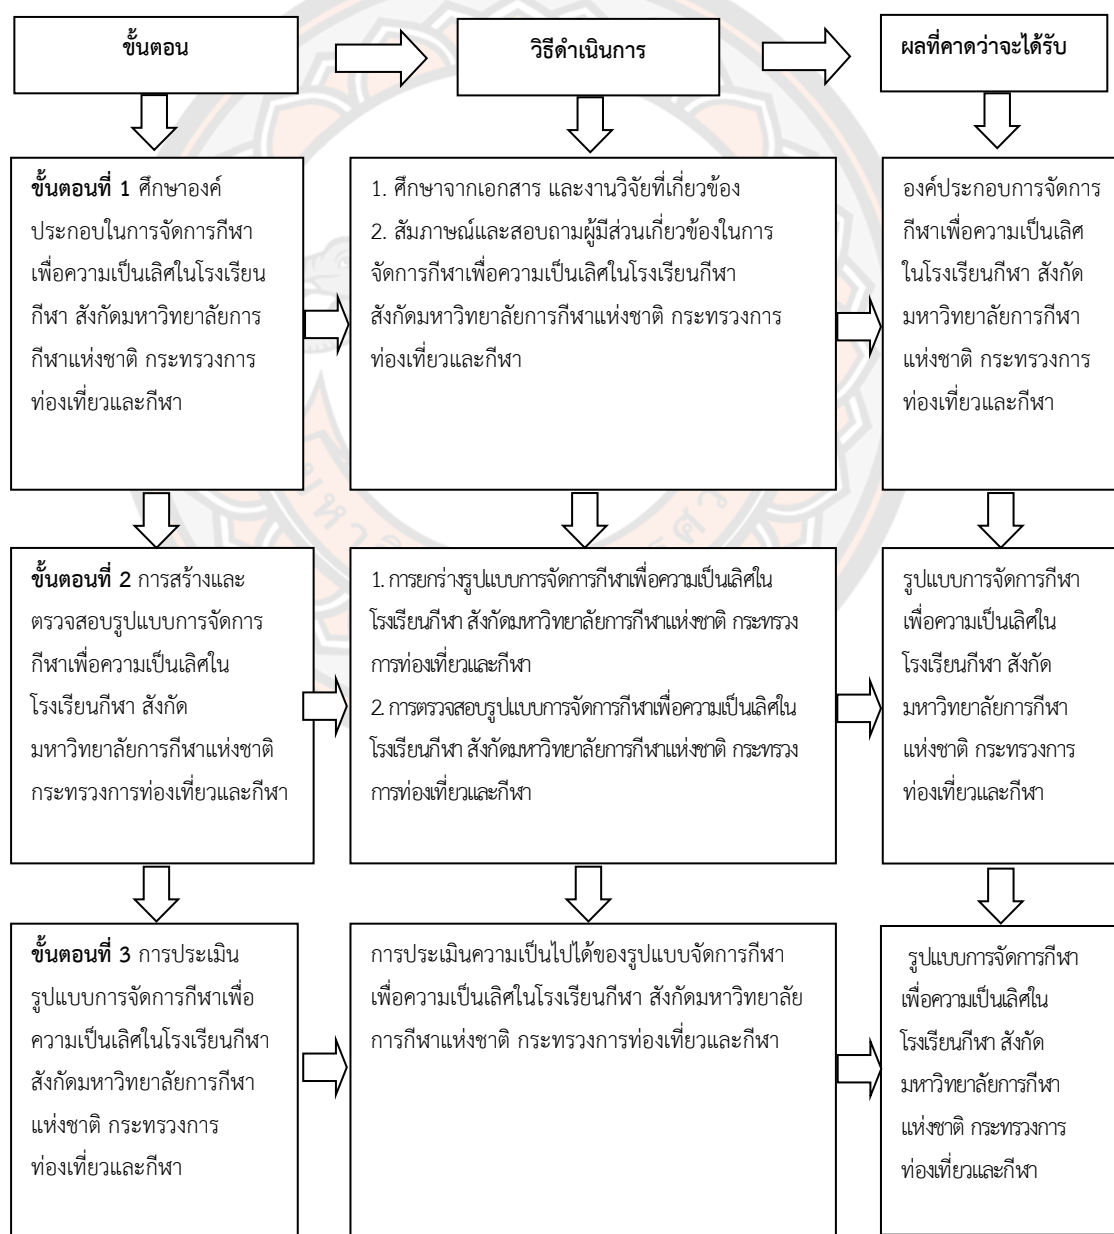 ขั้นตอน
วิธีดำเนินการ
ผลที่คาดว่าจะได้รับ
ขั้นตอนที่ 1 ศึกษาองค์
ประกอบในการจัดการกีฬา
เพื่อความเป็นเลิศในโรงเรียน
กีฬา สังกัดมหาวิทยาลัยการ
กีฬาแห่งชาติ กระทรวงการ
ท่องเที่ยวและกีฬา
1. ศึกษาจากเอกสาร และงานวิจัยที่เกี่ยวข้อง
2. สัมภาษณ์และสอบถามผู้มีส่วนเกี่ยวข้องในการ
จัดการกีฬาเพื่อความเป็นเลิศในโรงเรียนกีฬา
สังกัดมหาวิทยาลัยการกีฬาแห่งชาติ กระทรวงการ
ท่องเที่ยวและกีฬา
องค์ประกอบการจัดการ
กีฬาเพื่อความเป็นเลิศ
ในโรงเรียนกีฬา สังกัด
มหาวิทยาลัยการกีฬา
แห่งชาติ กระทรวงการ
ท่องเที่ยวและกีฬา
ขั้นตอนที่ 2 การสร้างและ
ตรวจสอบรูปแบบการจัดการ
กีฬาเพื่อความเป็นเลิศใน
โรงเรียนกีฬา สังกัด
มหาวิทยาลัยการกีฬาแห่งชาติ
กระทรวงการท่องเที่ยวและกีฬา
1. การยกร่างรูปแบบการจัดการกีฬาเพื่อความเป็นเลิศใน
โรงเรียนกีฬา สังกัดมหาวิทยาลัยการกีฬาแห่งชาติ กระทรวง
การท่องเที่ยวและกีฬา
2. การตรวจสอบรูปแบบการจัดการกีฬาเพื่อความเป็นเลิศใน
โรงเรียนกีฬา สังกัดมหาวิทยาลัยการกีฬาแห่งชาติ กระทรวง
การท่องเที่ยวและกีฬา
รูปแบบการจัดการกีฬา
เพื่อความเป็นเลิศใน
โรงเรียนกีฬา สังกัด
มหาวิทยาลัยการกีฬา
แห่งชาติ กระทรวงการ
ท่องเที่ยวและกีฬา
ขั้นตอนที่ 3 การประเมิน
รูปแบบการจัดการกีฬาเพื่อ
ความเป็นเลิศในโรงเรียนกีฬา
สังกัดมหาวิทยาลัยการกีฬา
แห่งชาติ กระทรวงการ
ท่องเที่ยวและกีฬา
การประเมินความเป็นไปได้ของรูปแบบจัดการกีฬา
เพื่อความเป็นเลิศในโรงเรียนกีฬา สังกัดมหาวิทยาลัย
การกีฬาแห่งชาติ กระทรวงการท่องเที่ยวและกีฬา
รูปแบบการจัดการกีฬา
เพื่อความเป็นเลิศใน
โรงเรียนกีฬา สังกัด
มหาวิทยาลัยการกีฬา
แห่งชาติ กระทรวงการ
ท่องเที่ยวและกีฬา